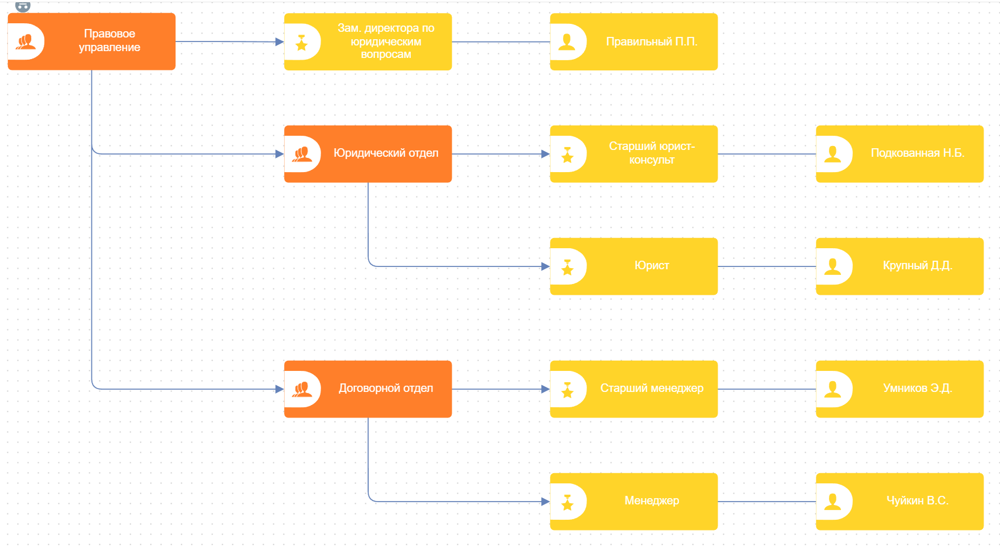 Правовое
управление
Зам. директора по
юридическим
вопросам
Правильный П.П.
Юридический отдел
Старший юрист-
консульт
Подкованная Н.Б.
Юрист
Крупный Д.Д.
Договорной отдел
Старший менеджер
Умников Э.Д.
Менеджер
Чуйкин В.С.